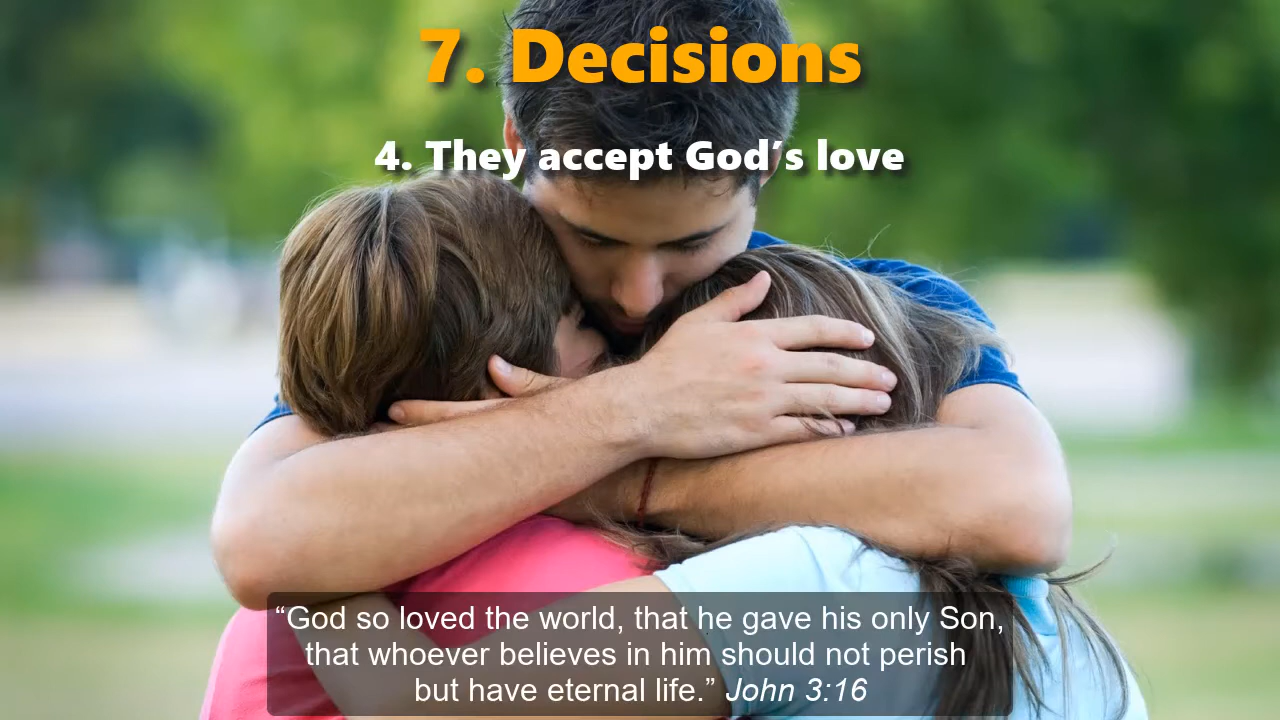 7. Decisions
4. They accept God´s love
“God so loved the world, that he gave his only Son,
that whoever believes in him should not perish
but have eternal life.” John 3:16